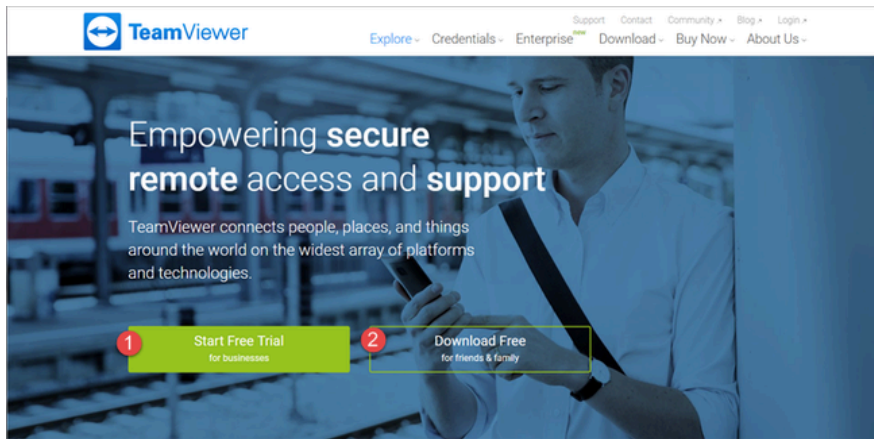 TeamViewer
Support Contact Community Blog Login
Explore Credentials Enterprise new Download Buy Now About Us
Empowering secure
remote access and support
TeamViewer connects people, places, and things
around the world on the widest array of platforms
and technologies.
1 Start Free Trial
for businesses
2 Download Free
for friends & family